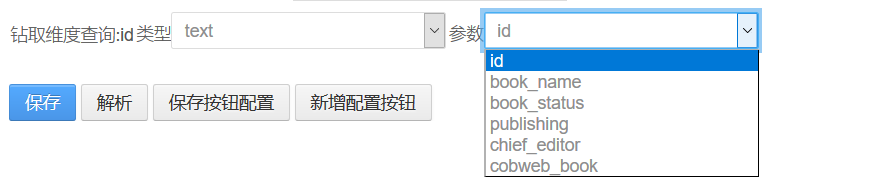 钻取维度查询:id 类型 text 参数 id
id
book_name
book_status
publishing
chief_editor
cobweb_book
保存 解析 保存按钮配置 新增配置按钮